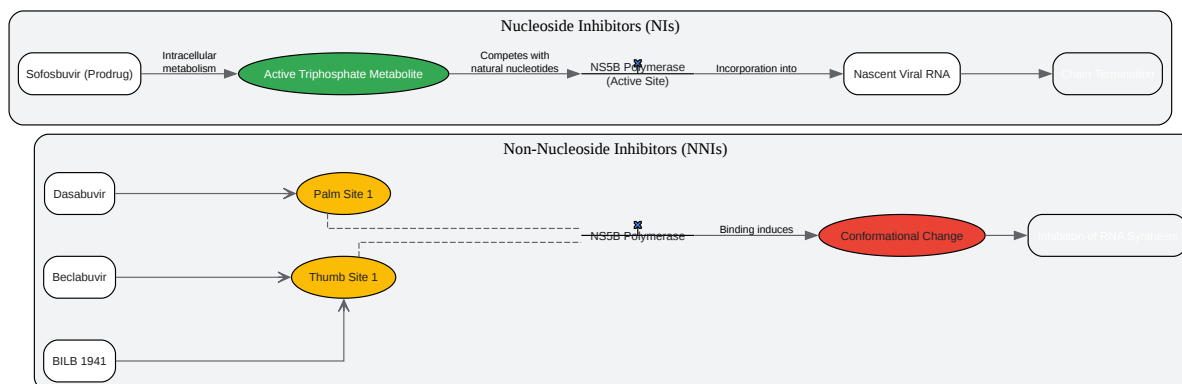 Nucleoside Inhibitors (NIs)
Sofosbuvir (Prodrug)
Intracellular
metabolism
Active Triphosphate Metabolite
Competes with
natural nucleotides
NS5B Polymerase
(Active Site)
Incorporation into
Nascent Viral RNA
Chain Termination
Non-Nucleoside Inhibitors (NNIs)
Dasabuvir
Palm Site 1
NS5B Polymerase
Binding induces
Conformational Change
Inhibition of RNA Synthesis
Beclabuvir
Thumb Site 1
BILB 1941